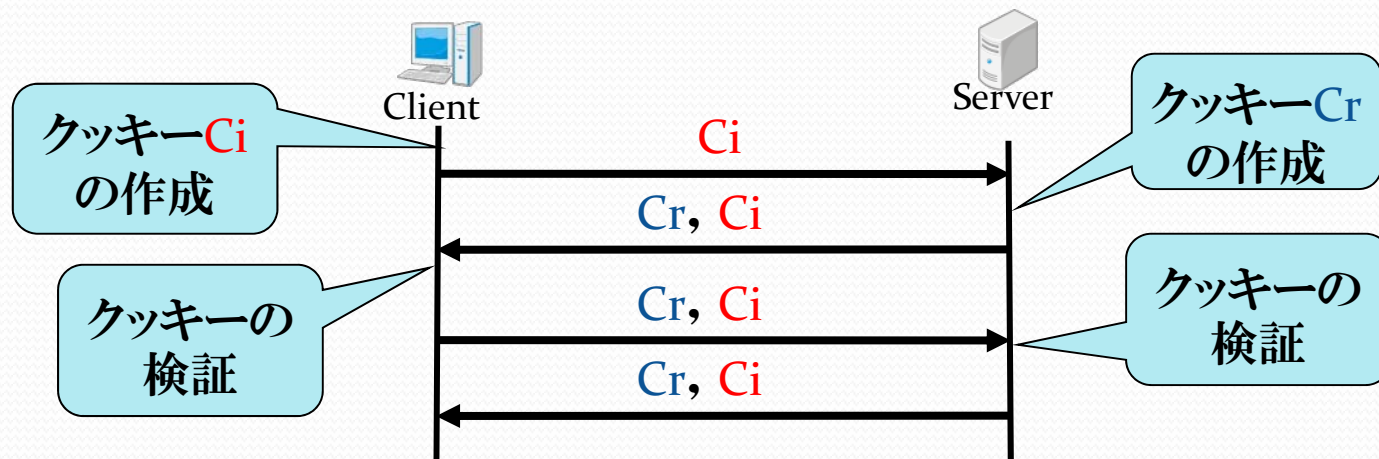 Client
Server
クッキーCi
の作成
クッキーCr
の作成
Ci
Cr, Ci
クッキーの
検証
Cr, Ci
クッキーの
検証
Cr, Ci